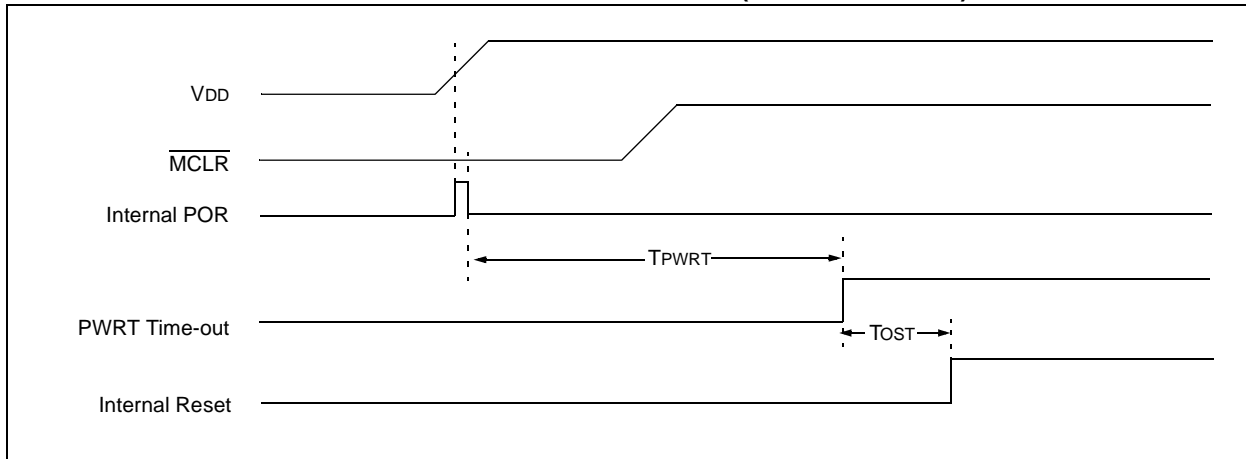 VDD
MCLR
Internal POR
TPWRT
PWRT Time-out
TOST
Internal Reset